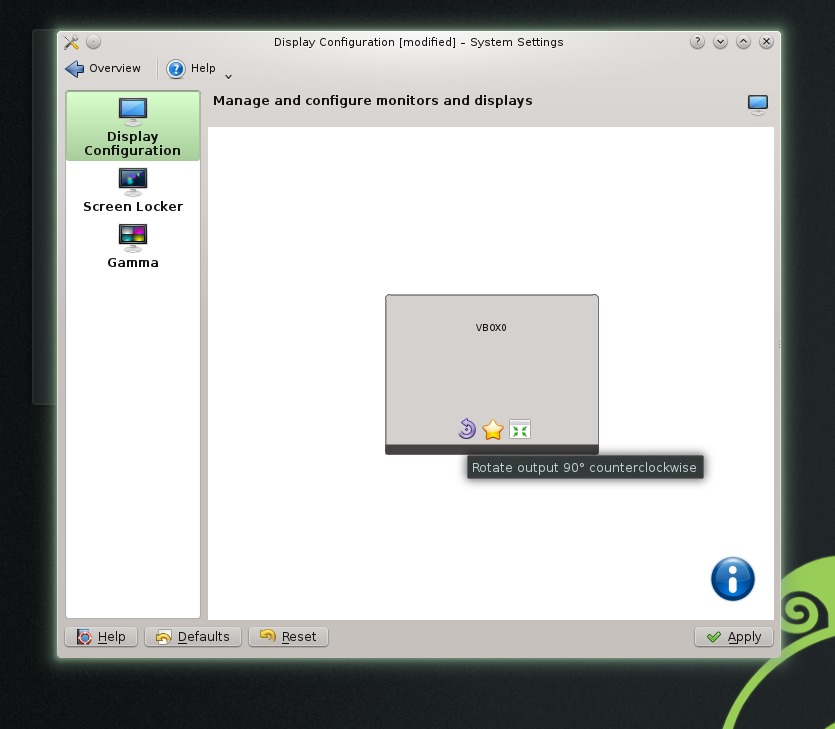 Display Configuration [modified] – System Settings
Overview
Help
Manage and configure monitors and displays
Display
Configuration
Screen Locker
Gamma
VBOX0
Rotate output 90° counterclockwise
Help
Defaults
Reset
Apply